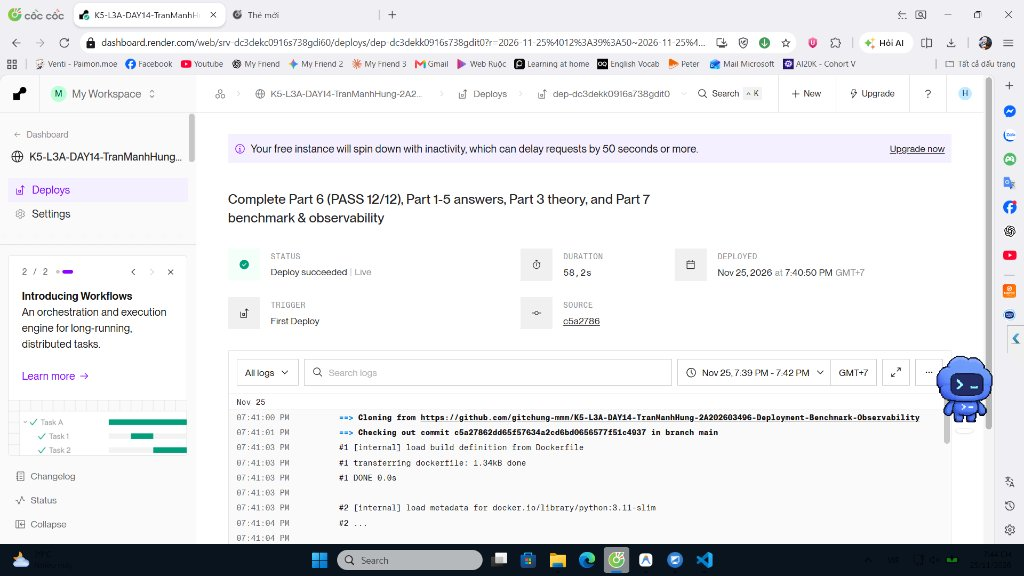 cốc cốc
K5-L3A-DAY14-TranManhH
Thẻ mới
dashboard.render.com/web/srv-dc3dekc0916s738gdi60/deploys/dep-dc3dekk0916s738gdit0?r=2026-11-25%4012%3A39%3A50~2026-11-25%4...
Hỏi AI
Venti - Paimon.moe
Facebook
Youtube
My Friend
My Friend 2
My Friend 3
Gmail
Web Ruộc
Learning at home
English Vocab
Peter
Mail Microsoft
AI20K - Cohort V
Tất cả dấu trang
M My Workspace
K5-L3A-DAY14-TranManhHung-2A2...
Deploys
dep-dc3dekk0916s738gdit0
Search
K
+ New
Upgrade
?
H
← Dashboard
K5-L3A-DAY14-TranManhHung...
Deploys
Settings
Your free instance will spin down with inactivity, which can delay requests by 50 seconds or more.
Upgrade now
Complete Part 6 (PASS 12/12), Part 1-5 answers, Part 3 theory, and Part 7
benchmark & observability
STATUS
Deploy succeeded | Live
DURATION
58,2s
DEPLOYED
Nov 25, 2026 at 7:40:50 PM GMT+7
TRIGGER
First Deploy
SOURCE
c5a2786
2 / 2
Introducing Workflows
An orchestration and execution
engine for long-running,
distributed tasks.
Learn more →
Task A
Task 1
Task 2
Changelog
Status
Collapse
All logs
Search logs
Nov 25, 7:39 PM - 7:42 PM
GMT+7
Nov 25
07:41:00 PM ==> Cloning from https://github.com/gitchung-mmm/K5-L3A-DAY14-TranManhHung-2A202603496-Deployment-Benchmark-Observability
07:41:01 PM ==> Checking out commit c5a27862dd65f57634a2cd6bd0656577f51c4937 in branch main
07:41:03 PM #1 [internal] load build definition from Dockerfile
07:41:03 PM #1 transferring dockerfile: 1.34kB done
07:41:03 PM #1 DONE 0.0s
07:41:03 PM
07:41:03 PM #2 [internal] load metadata for docker.io/library/python:3.11-slim
07:41:04 PM #2 ...
07:41:04 PM
Search